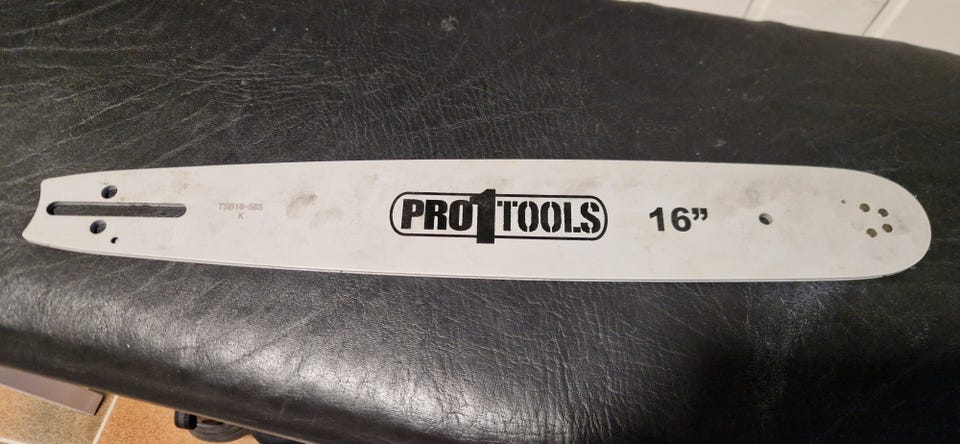 TSB16-58S
K
PRO1TOOLS
16"